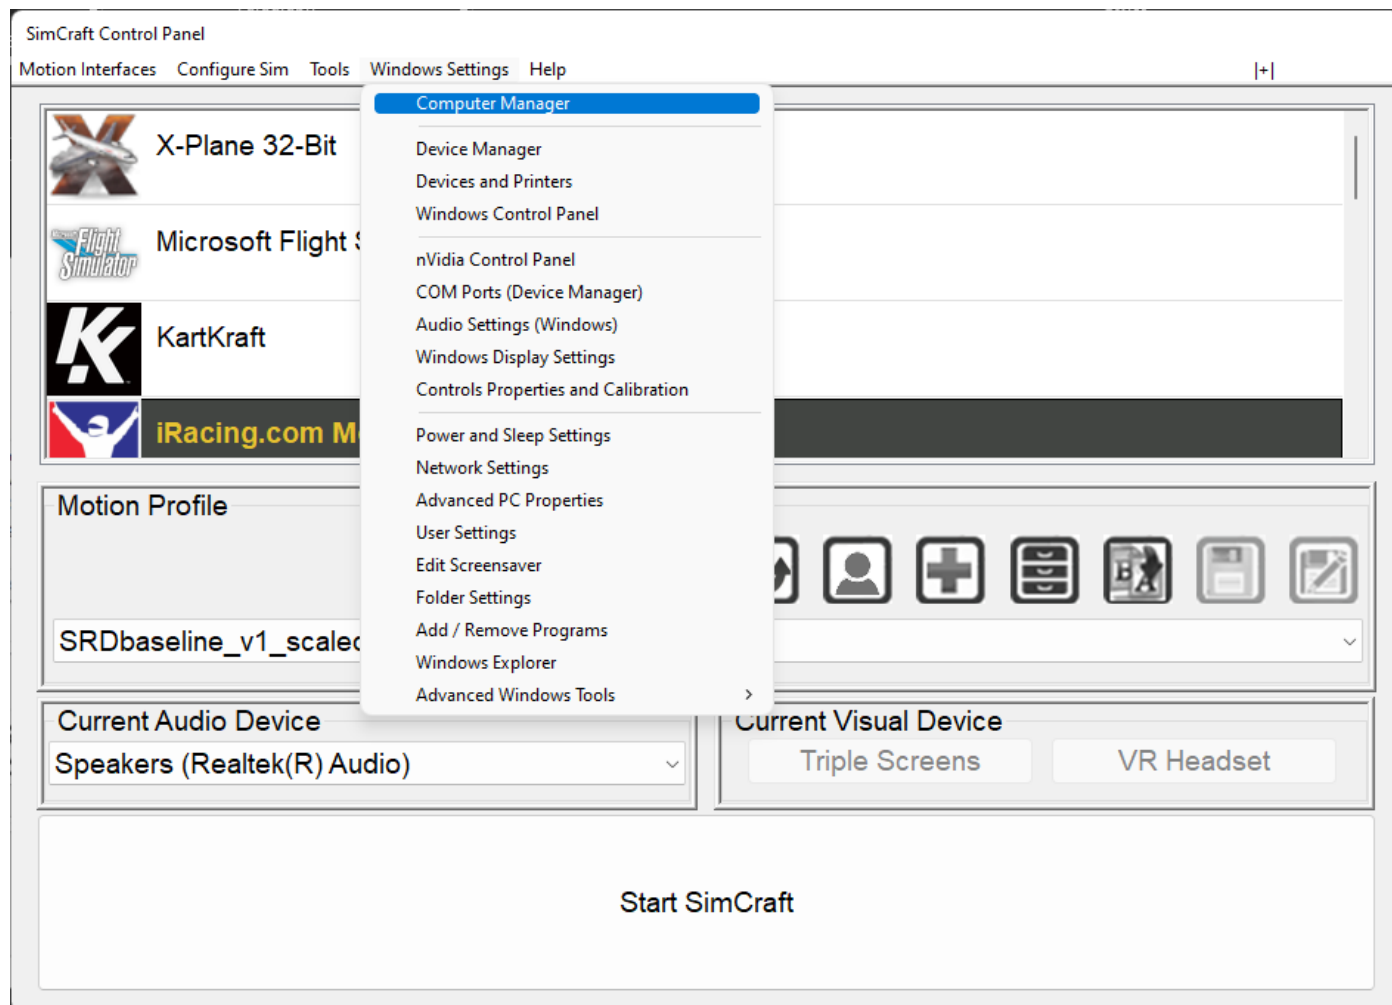 SimCraft Control Panel
Motion Interfaces Configure Sim Tools Windows Settings Help |+|
Computer Manager
Device Manager
Devices and Printers
Windows Control Panel
nVidia Control Panel
COM Ports (Device Manager)
Audio Settings (Windows)
Windows Display Settings
Controls Properties and Calibration
Power and Sleep Settings
Network Settings
Advanced PC Properties
User Settings
Edit Screensaver
Folder Settings
Add / Remove Programs
Windows Explorer
Advanced Windows Tools
X-Plane 32-Bit
Flight
Simulator
Microsoft Flight
KartKraft
iRacing.com
Motion Profile
SRDbaseline_v1_scaled
Current Audio Device
Speakers (Realtek(R) Audio)
Current Visual Device
Triple Screens VR Headset
Start SimCraft